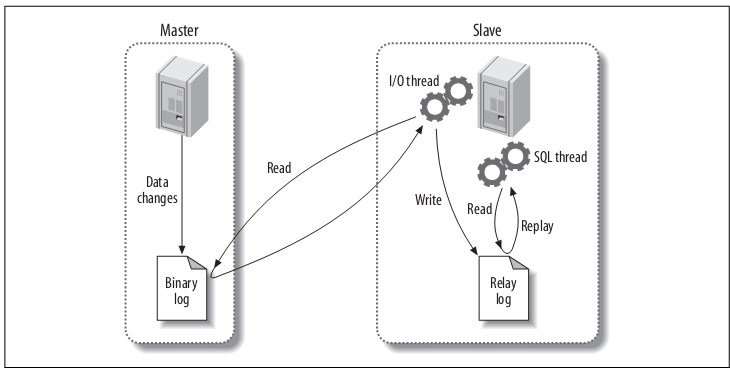 Master
Slave
I/O thread
SQL thread
Read
Data
changes
Write
Read
Replay
Binary
log
Relay
log